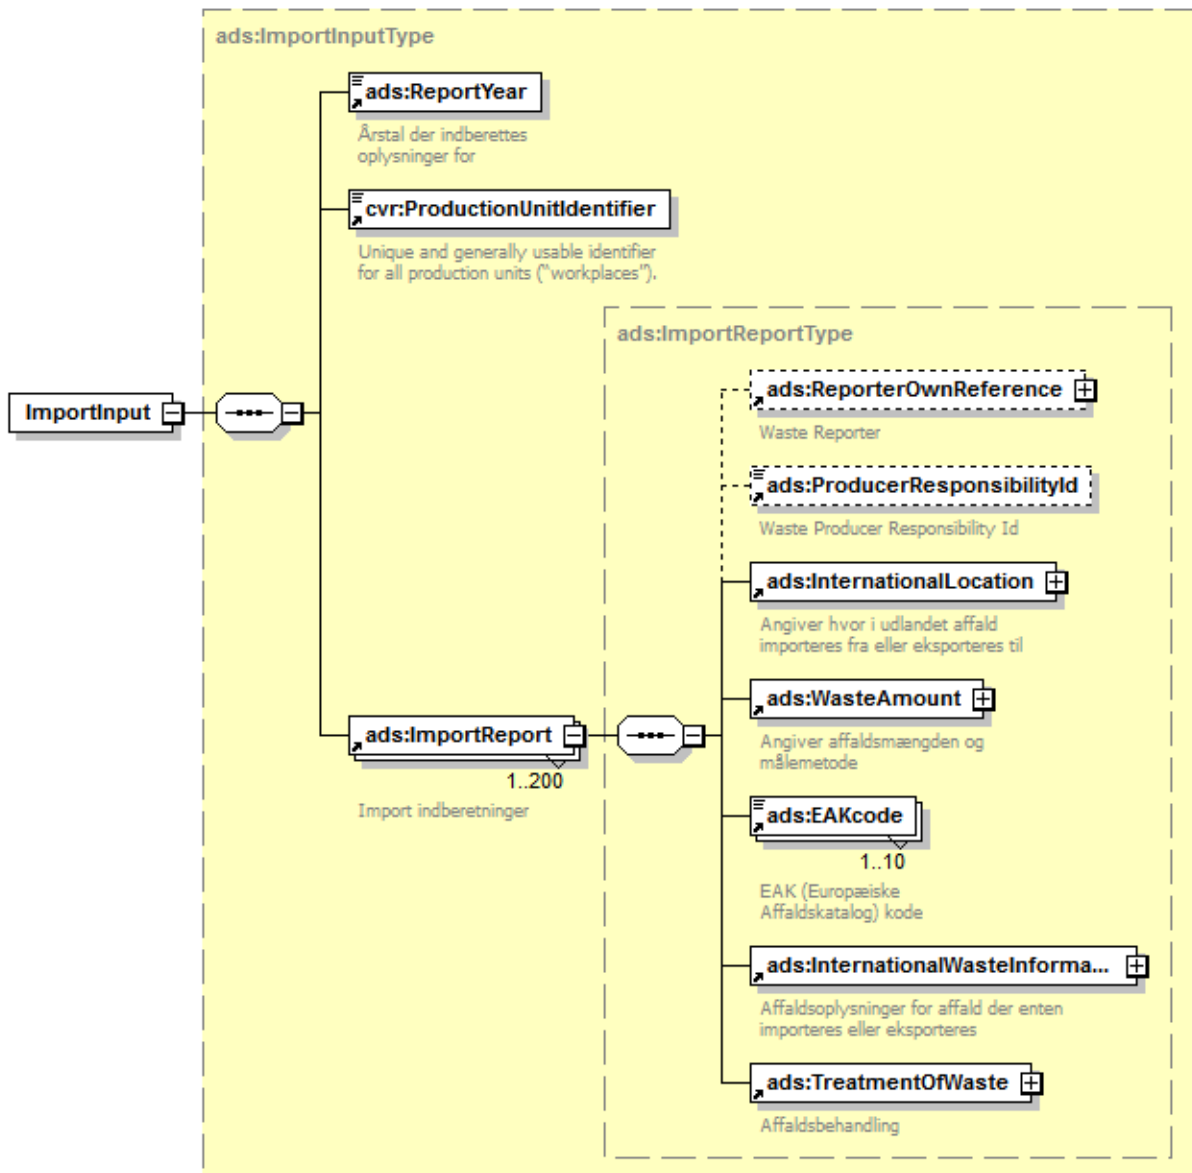 ads:ImportInputType
ads:ReportYear
Årstal der indberettes
oplysninger for
cvr:ProductionUnitIdentifier
Unique and generally usable identifier
for all production units ("workplaces").
ads:ImportReportType
ads:ReporterOwnReference
Waste Reporter
ImportInput
ads:ProducerResponsibilityId
Waste Producer Responsibility Id
ads:InternationalLocation
Angiver hvor i udlandet affald
importeres fra eller eksporteres til
ads:WasteAmount
Angiver affaldsmængden og
målemetode
ads:ImportReport
1..200
Import indberetninger
ads:EAKcode
1..10
EAK (Europæiske
Affaldskatalog) kode
ads:InternationalWasteInforma...
Affaldsoplysninger for affald der enten
importeres eller eksporteres
ads:TreatmentOfWaste
Affaldsbehandling